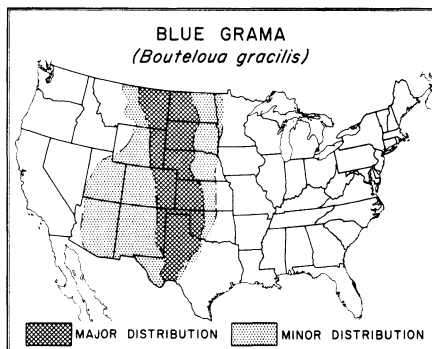 BLUE GRAMA
(Bouteloua gracilis)
MAJOR DISTRIBUTION MINOR DISTRIBUTION